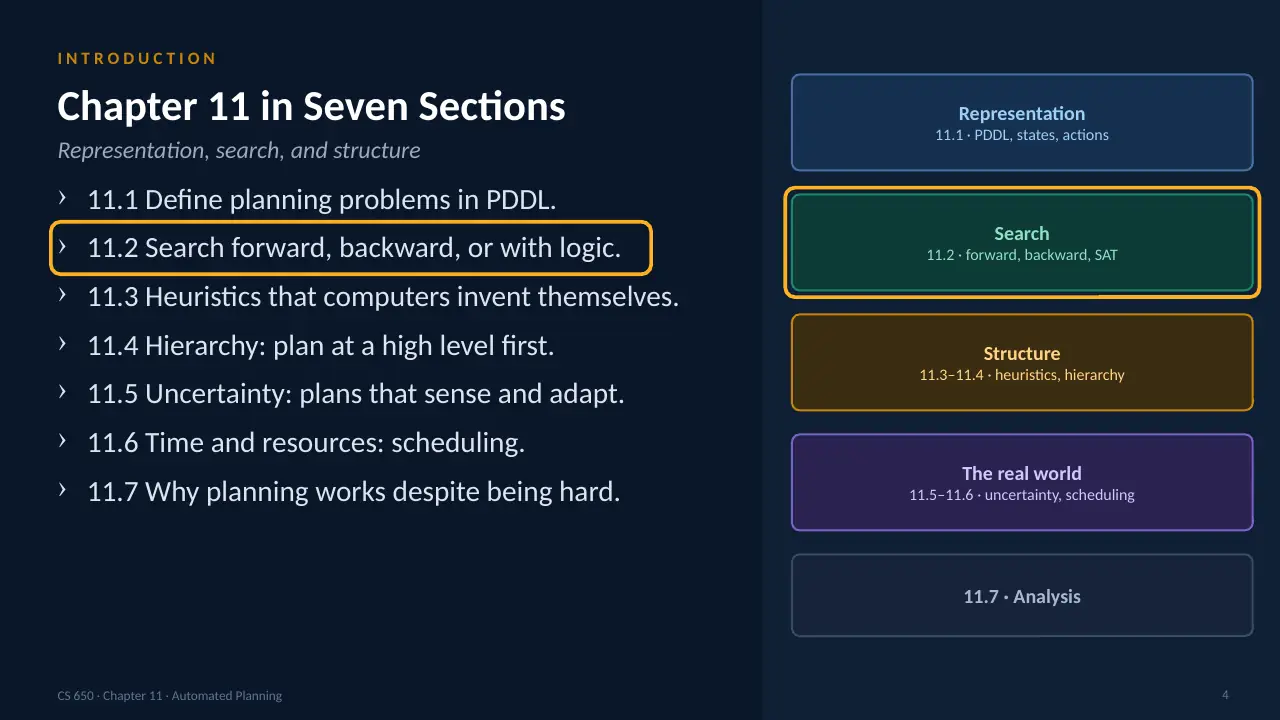 INTRODUCTION
Chapter 11 in Seven Sections
Representation, search, and structure
› 11.1 Define planning problems in PDDL.
› 11.2 Search forward, backward, or with logic.
› 11.3 Heuristics that computers invent themselves.
› 11.4 Hierarchy: plan at a high level first.
› 11.5 Uncertainty: plans that sense and adapt.
› 11.6 Time and resources: scheduling.
› 11.7 Why planning works despite being hard.
Representation
11.1 · PDDL, states, actions
Search
11.2 · forward, backward, SAT
Structure
11.3–11.4 · heuristics, hierarchy
The real world
11.5–11.6 · uncertainty, scheduling
11.7 · Analysis
CS 650 · Chapter 11 · Automated Planning
4